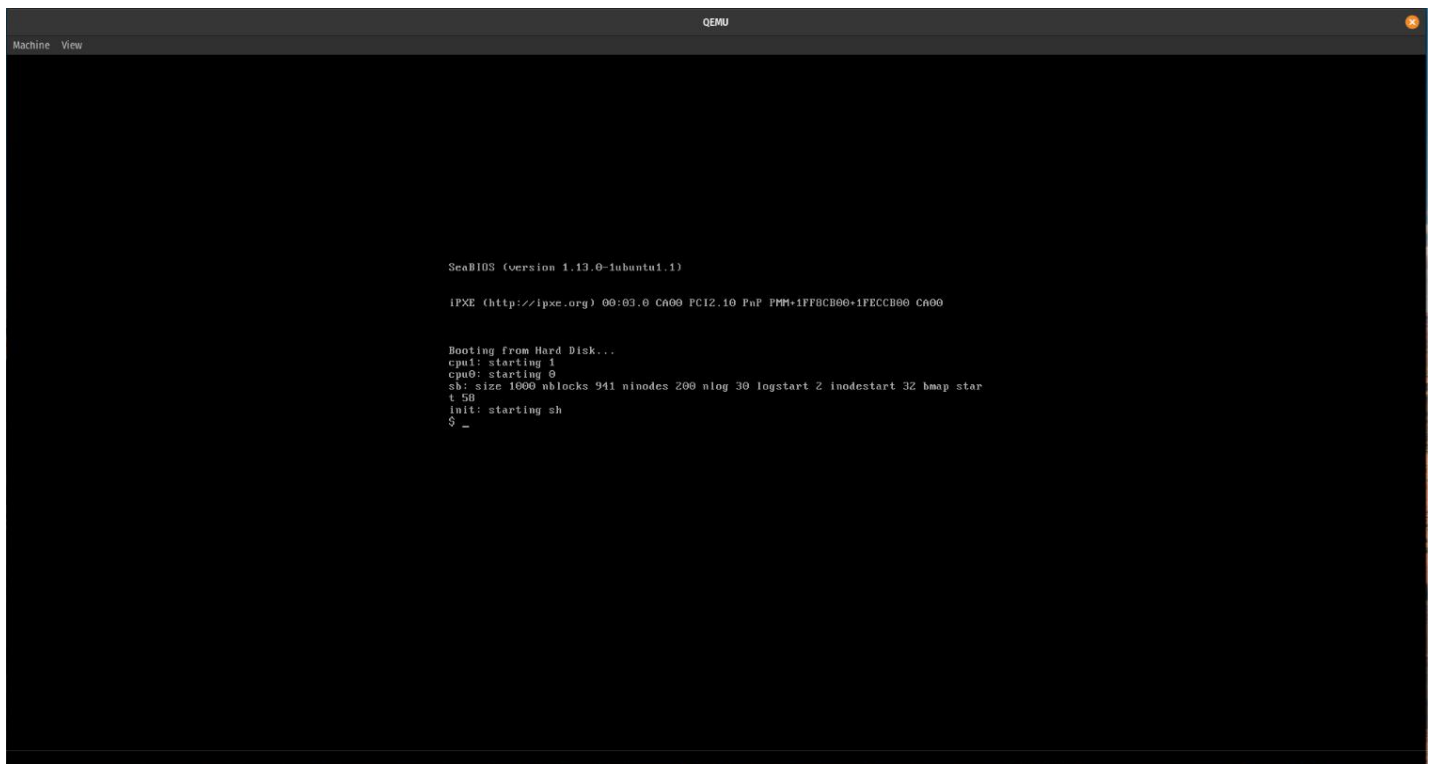 QEMU
Machine View
SeaBIOS (version 1.13.0-1ubuntu1.1)
iPXE (http://ipxe.org) 00:03.0 CA00 PCI2.10 PnP PMM+1FF8CB00+1FECCB00 CA00
Booting from Hard Disk...
cpu1: starting 1
cpu0: starting 0
sb: size 1000 nblocks 941 ninodes 200 nlog 30 logstart 2 inodestart 32 bmap star
t 58
init: starting sh
$ _